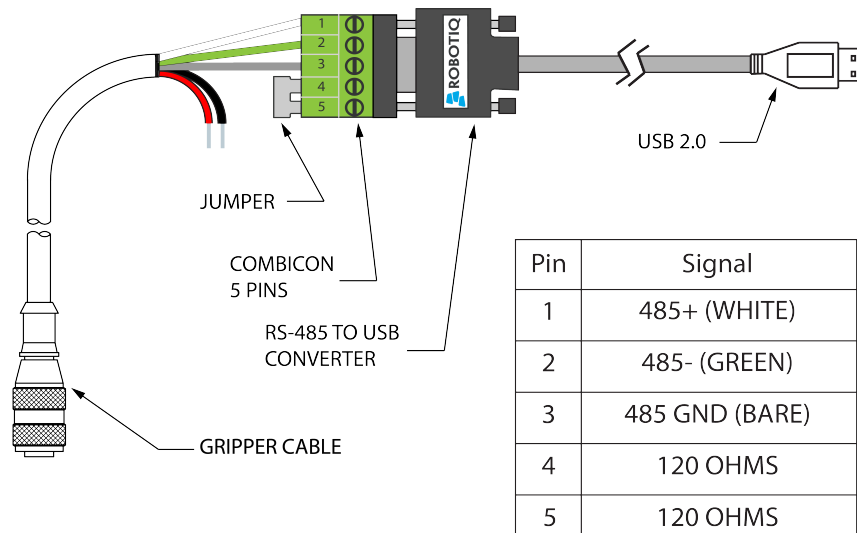 1
2
3
4
5
ROBOTIQ
USB 2.0
JUMPER
COMBICON
5 PINS
RS-485 TO USB
CONVERTER
GRIPPER CABLE
Pin Signal
1 485+ (WHITE)
2 485- (GREEN)
3 485 GND (BARE)
4 120 OHMS
5 120 OHMS